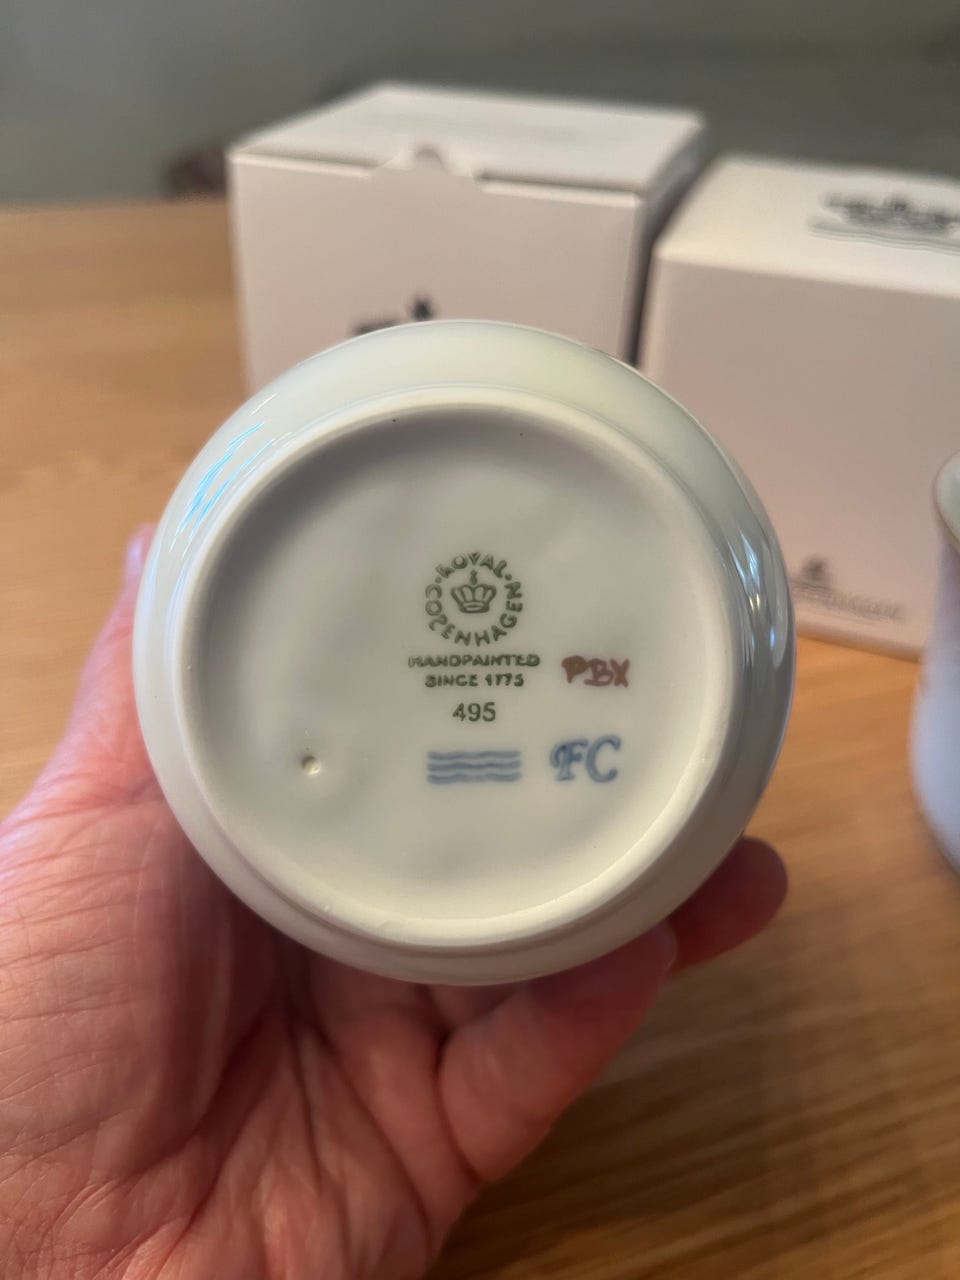 ROYAL COPENHAGEN
HANDPAINTED
SINCE 1775
PBX
495
FC